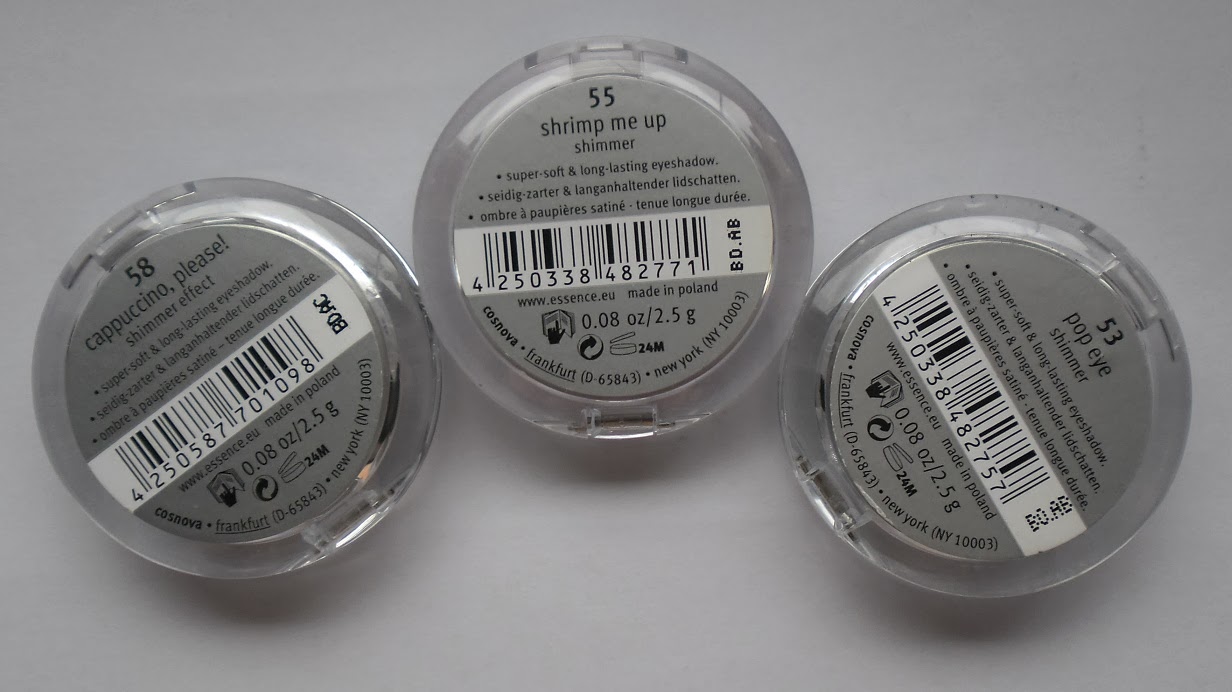 58
cappuccino, please!
shimmer effect
• super-soft & long-lasting eyeshadow.
• seidig-zarter & langanhaltender lidschatten.
• ombre à paupières satiné – tenue longue durée.
4 250587 701098
BD.AC
www.essence.eu made in poland
0.08 oz/2.5 g
24M
cosnova • frankfurt (D-65843) • new york (NY 10003)
55
shrimp me up
shimmer
• super-soft & long-lasting eyeshadow.
• seidig-zarter & langanhaltender lidschatten.
• ombre à paupières satiné · tenue longue durée.
4 250338 482771
BD.AB
www.essence.eu made in poland
0.08 oz/2.5 g
24M
cosnova • frankfurt (D-65843) • new york (NY 10003)
53
pop eye
shimmer
• super-soft & long-lasting eyeshadow.
• seidig-zarter & langanhaltender lidschatten.
• ombre à paupières satiné · tenue longue durée.
4 250338 482757
BD.AB
www.essence.eu made in poland
0.08 oz/2.5 g
24M
cosnova • frankfurt (D-65843) • new york (NY 10003)